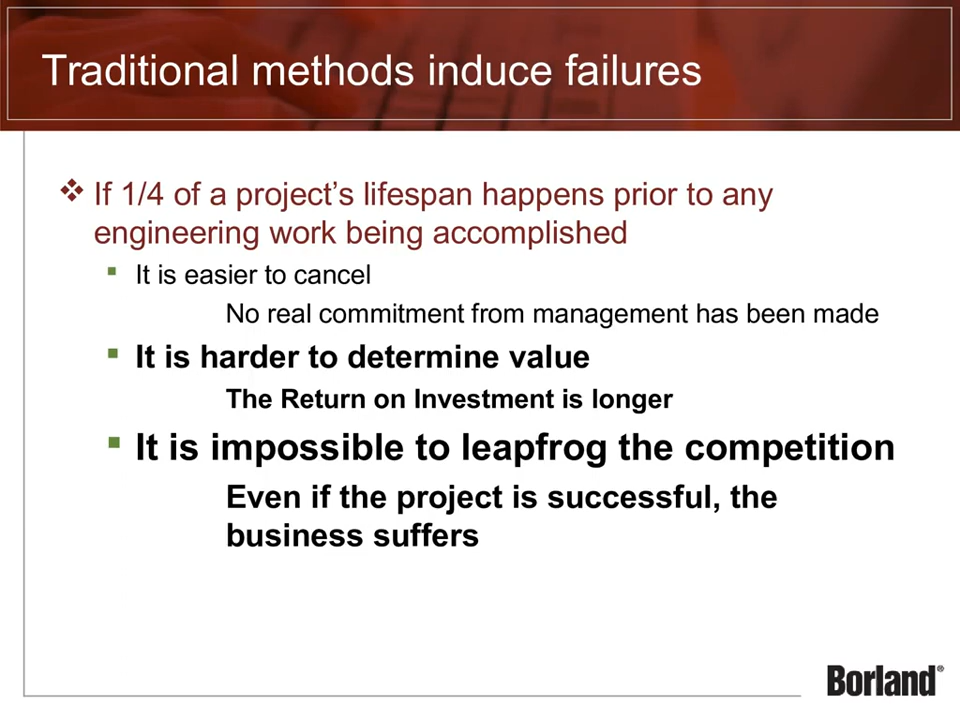 Traditional methods induce failures
If 1/4 of a project’s lifespan happens prior to any
engineering work being accomplished
It is easier to cancel
No real commitment from management has been made
It is harder to determine value
The Return on Investment is longer
It is impossible to leapfrog the competition
Even if the project is successful, the
business suffers
Borland®